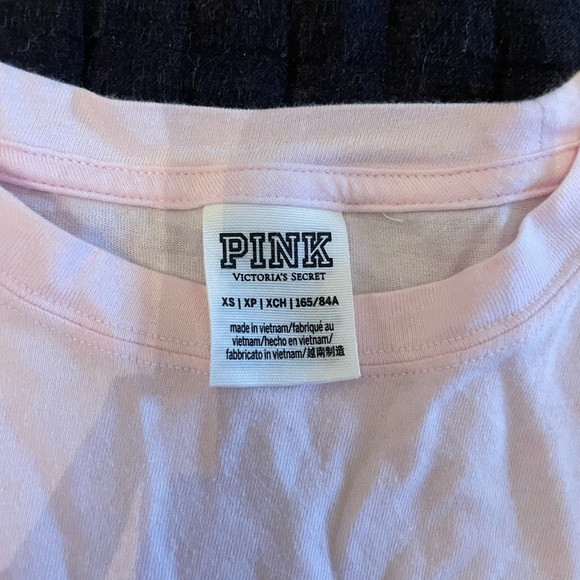 PINK
VICTORIA'S SECRET
XS | XP | XCH | 165/84A
made in vietnam/fabriqué au
vietnam/hecho en vietnam/
fabbricato in vietnam/越南制造